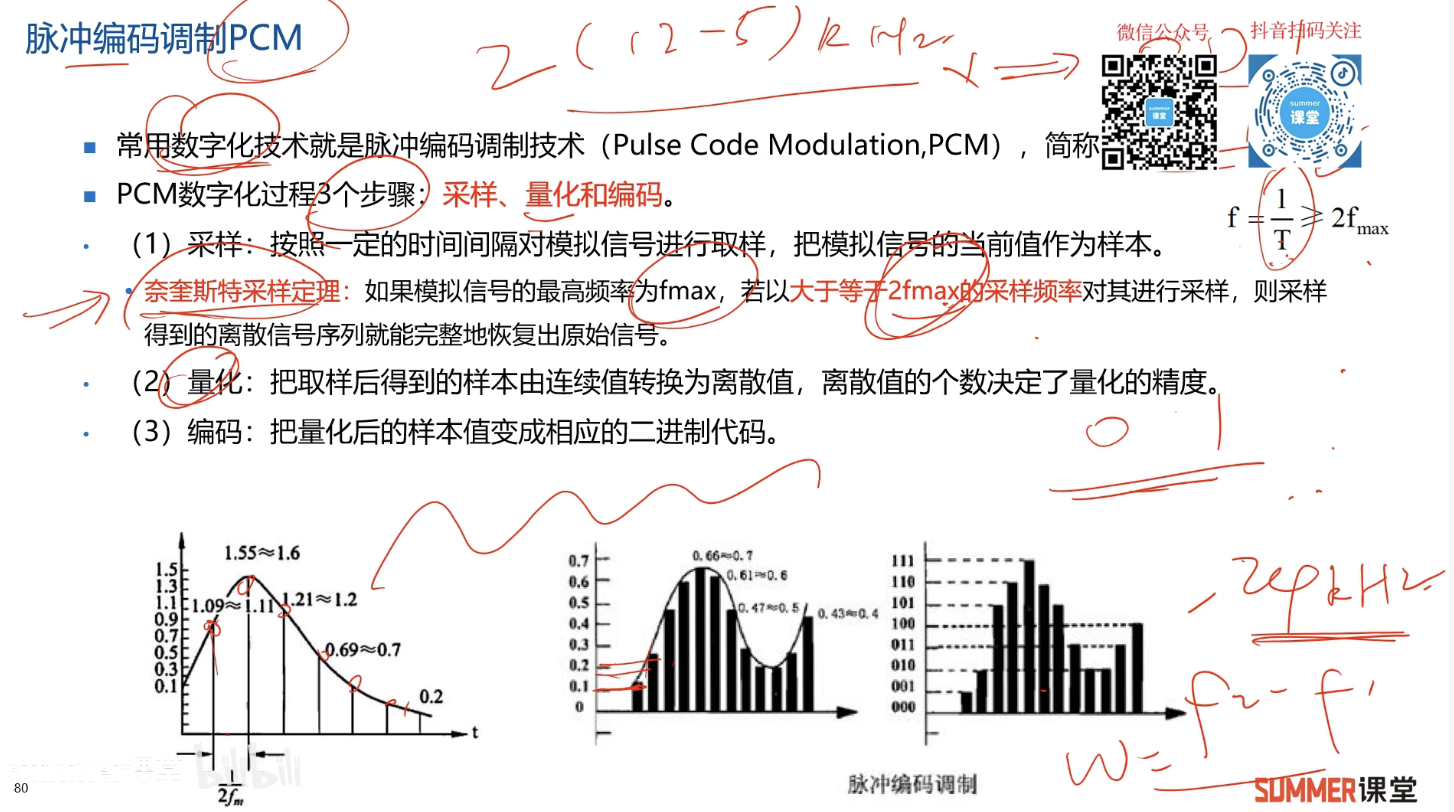 脉冲编码调制PCM
2 (12-5) kHz
微信公众号 抖音扫码关注
summer
课堂
summer
课堂
■ 常用数字化技术就是脉冲编码调制技术（Pulse Code Modulation,PCM），简称
■ PCM数字化过程3个步骤：采样、量化和编码。
f = 1/T ≥ 2fmax
• （1）采样：按照一定的时间间隔对模拟信号进行取样，把模拟信号的当前值作为样本。
• 奈奎斯特采样定理：如果模拟信号的最高频率为fmax，若以大于等于2fmax的采样频率对其进行采样，则采样
得到的离散信号序列就能完整地恢复出原始信号。
• （2）量化：把取样后得到的样本由连续值转换为离散值，离散值的个数决定了量化的精度。
• （3）编码：把量化后的样本值变成相应的二进制代码。
0 1
1.55≈1.6
1.09≈1.11
1.21≈1.2
0.69≈0.7
0.2
1.5
1.3
1.1
0.9
0.7
0.5
0.3
0.1
t
1/2fm
0.7
0.6
0.5
0.4
0.3
0.2
0.1
0
0.66≈0.7
0.61≈0.6
0.47≈0.5
0.43≈0.4
111
110
101
100
011
010
001
000
kHz
W = f2 - f1
脉冲编码调制
bilibili
80
SUMMER课堂